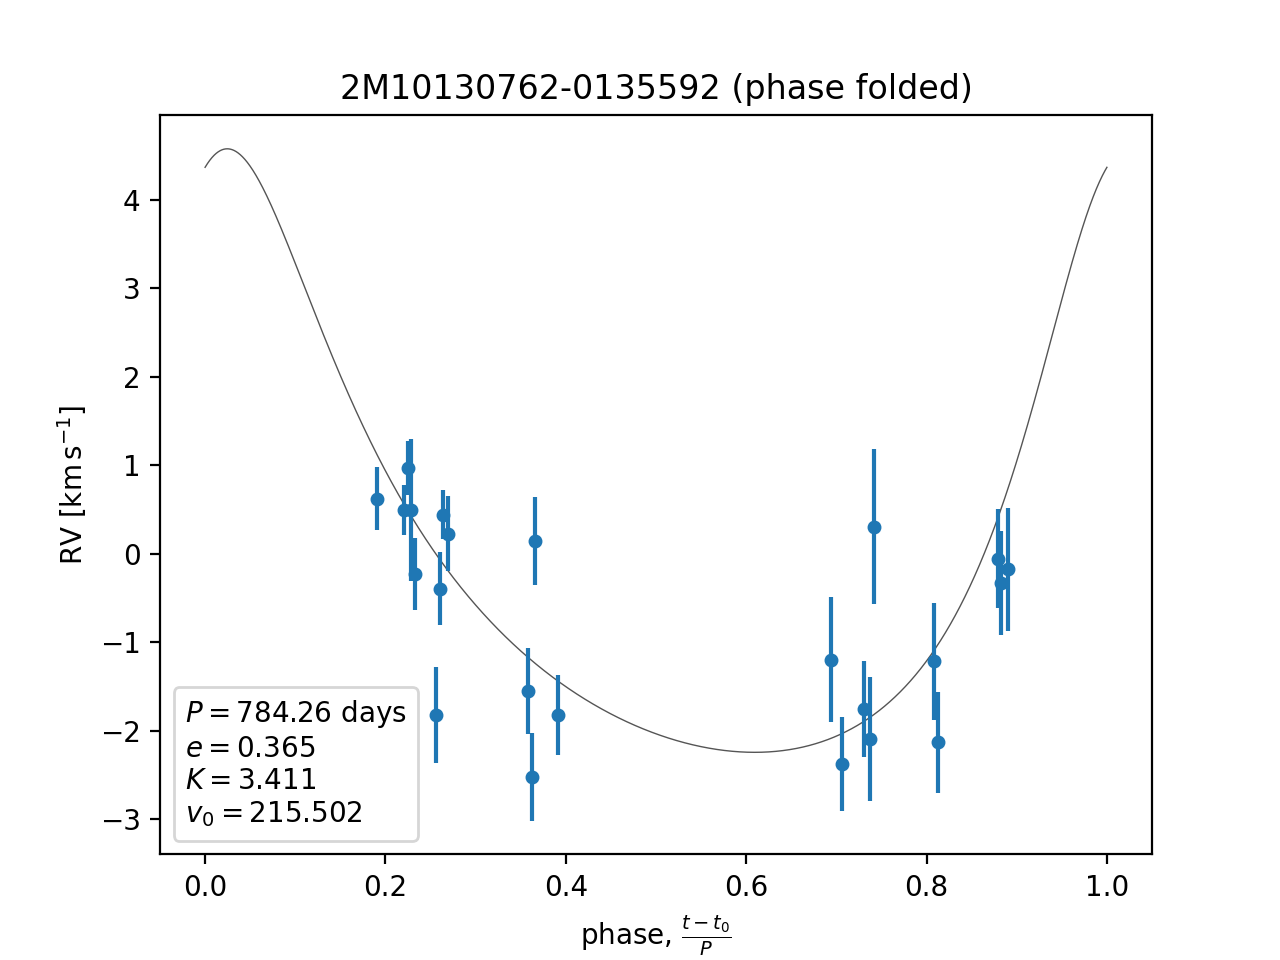 2M10130762-0135592 (phase folded)
4
3
2
1
0
−1
−2
−3
RV [km s⁻¹]
P = 784.26 days
e = 0.365
K = 3.411
v₀ = 215.502
0.0 0.2 0.4 0.6 0.8 1.0
phase, (t − t₀)/P